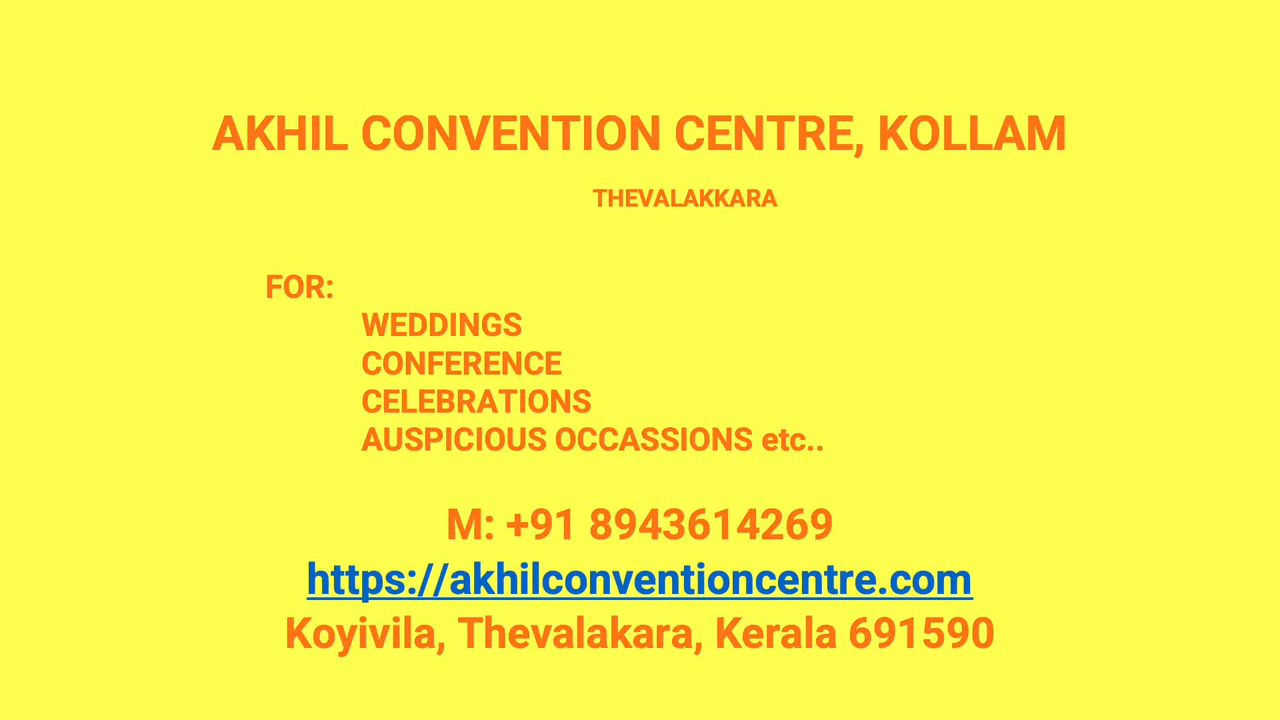 AKHIL CONVENTION CENTRE, KOLLAM
THEVALAKKARA
FOR:
WEDDINGS
CONFERENCE
CELEBRATIONS
AUSPICIOUS OCCASSIONS etc..
M: +91 8943614269
https://akhilconventioncentre.com
Koyivila, Thevalakara, Kerala 691590